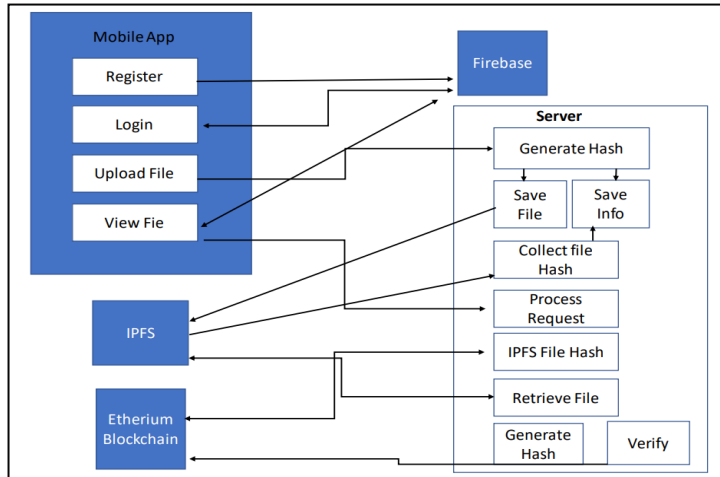 Mobile App
Register
Login
Upload File
View Fie
Firebase
Server
Generate Hash
Save
File
Save
Info
Collect file
Hash
Process
Request
IPFS File Hash
Retrieve File
Generate
Hash
Verify
IPFS
Etherium
Blockchain